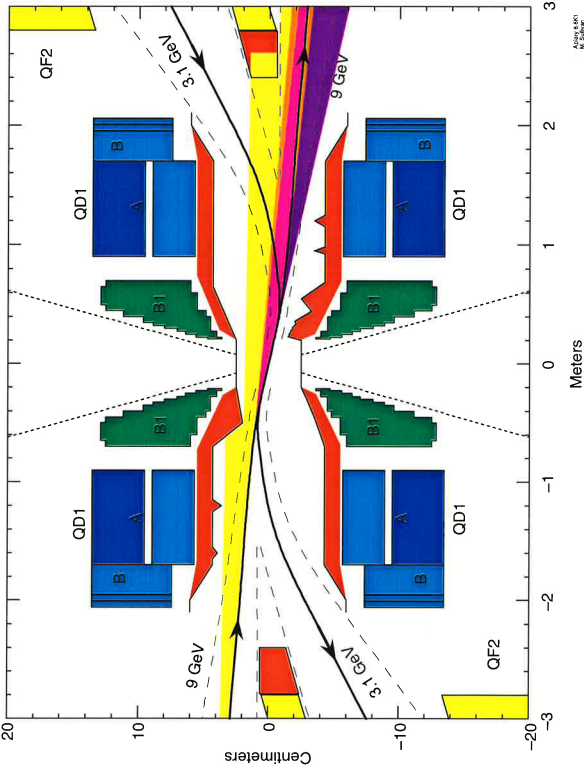 20
QF2
QD1 QD1
10
B A B1 B1 A B
9 GeV 3.1 GeV
Centimeters
0
3.1 GeV 9 GeV
B A B1 B1 A B
-10
QD1 QD1
QF2
-20
-3 -2 -1 0 1 2 3
Meters
M. Sullivan